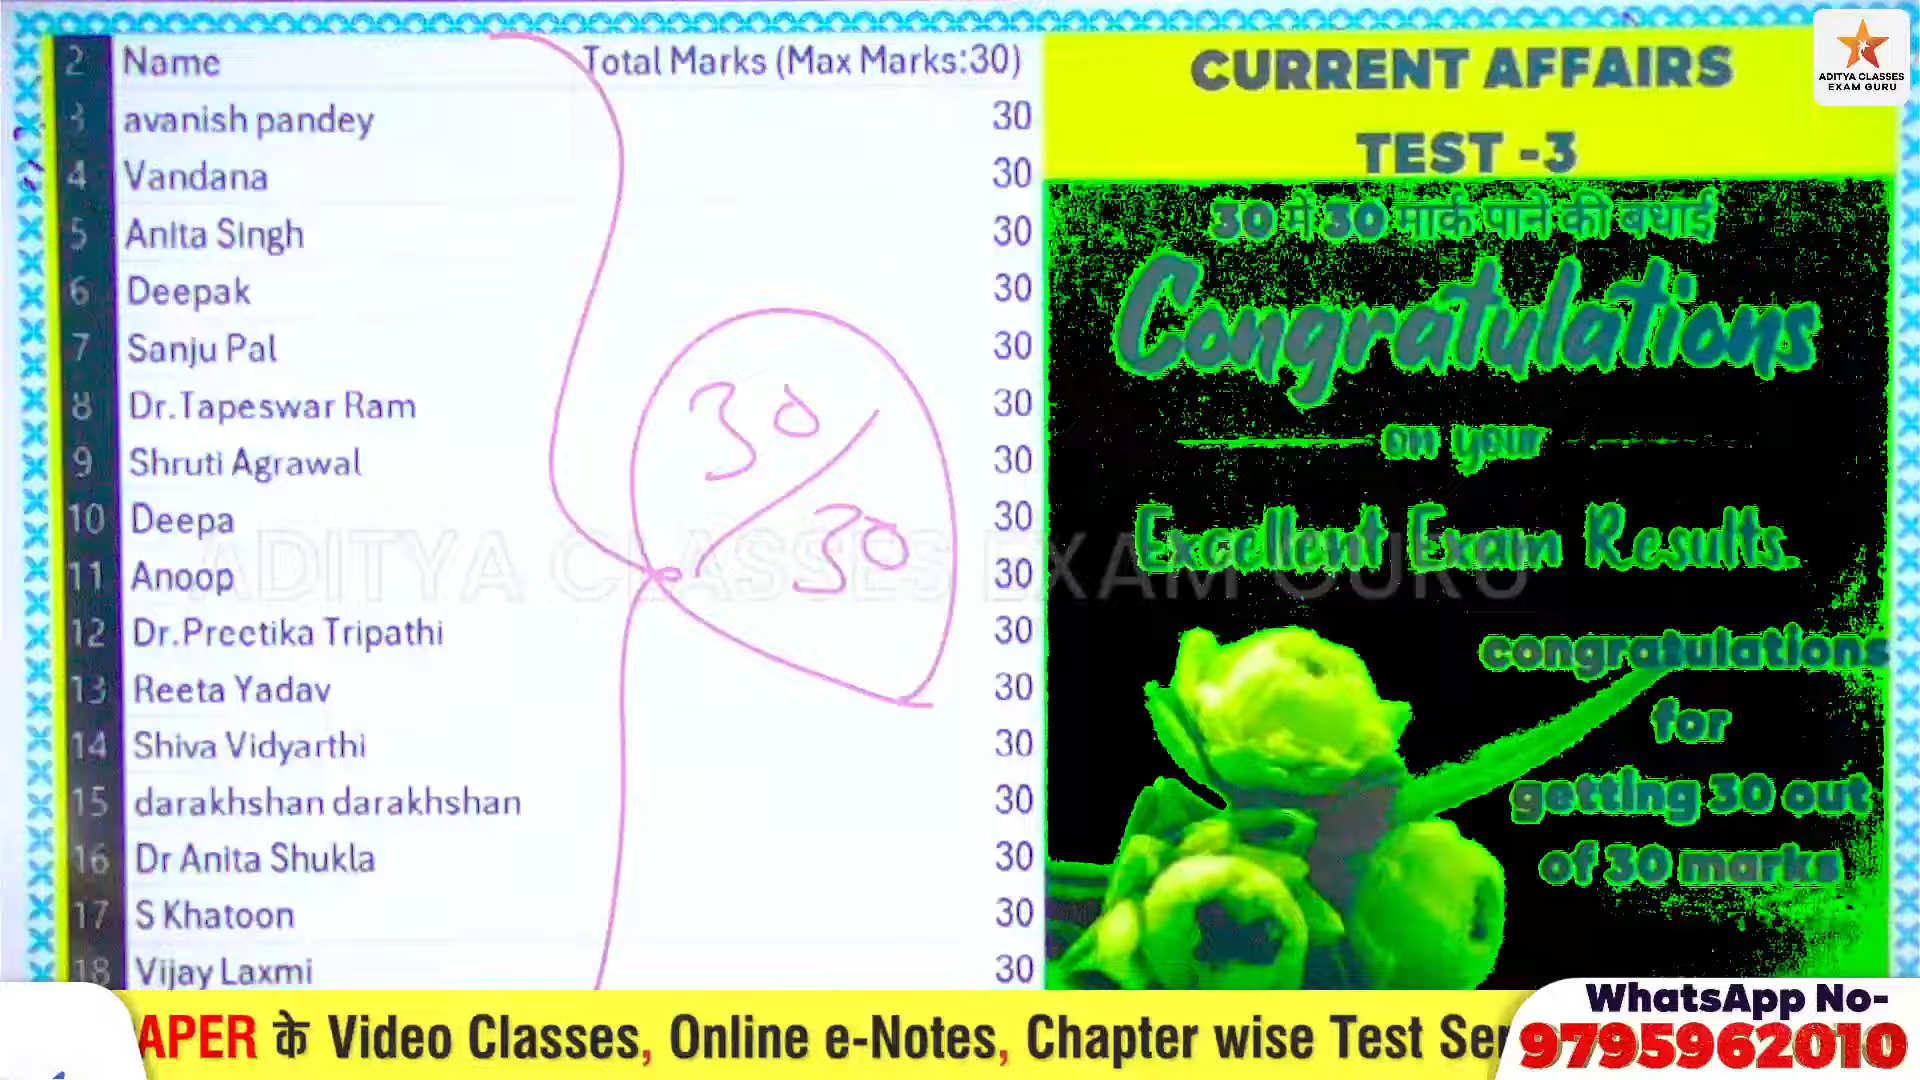 2 Name Total Marks (Max Marks:30)
3 avanish pandey 30
4 Vandana 30
5 Anita Singh 30
6 Deepak 30
7 Sanju Pal 30
8 Dr.Tapeswar Ram 30
9 Shruti Agrawal 30
10 Deepa 30
11 Anoop 30
12 Dr.Preetika Tripathi 30
13 Reeta Yadav 30
14 Shiva Vidyarthi 30
15 darakhshan darakhshan 30
16 Dr Anita Shukla 30
17 S Khatoon 30
18 Vijay Laxmi 30
30/30
ADITYA CLASSES EXAM GURU
CURRENT AFFAIRS
TEST -3
30 में 30 मार्क पाने की बधाई
Congratulations
on your
Excellent Exam Results.
congratulations
for
getting 30 out
of 30 marks
ADITYA CLASSES
EXAM GURU
APER के Video Classes, Online e-Notes, Chapter wise Test Ser
WhatsApp No-
9795962010